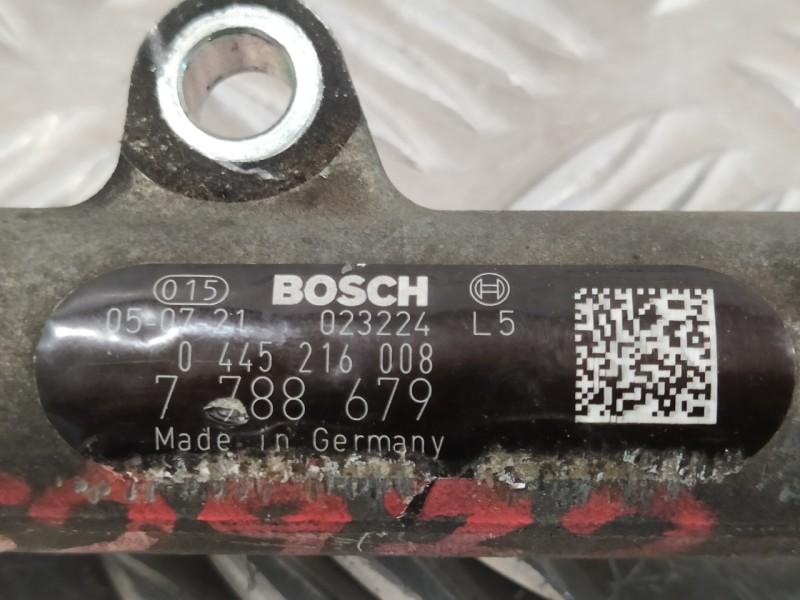 015 BOSCH
05-07-21 023224 L5
0 445 216 008
7 788 679
Made in Germany